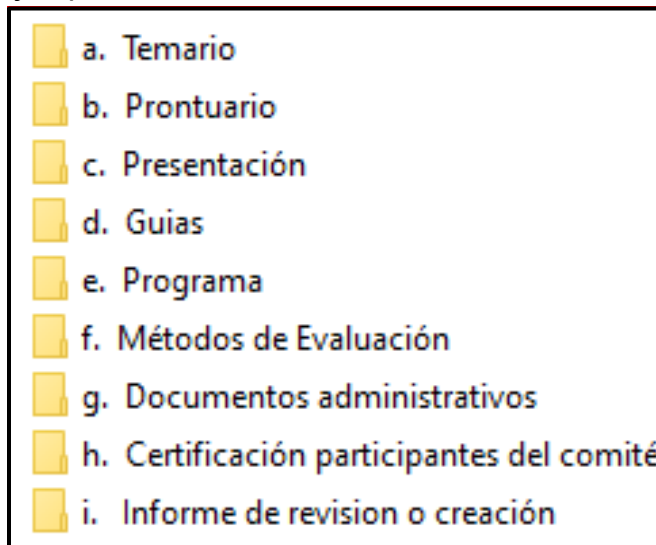 a. Temario
b. Prontuario
c. Presentación
d. Guias
e. Programa
f. Métodos de Evaluación
g. Documentos administrativos
h. Certificación participantes del comité
i. Informe de revision o creación